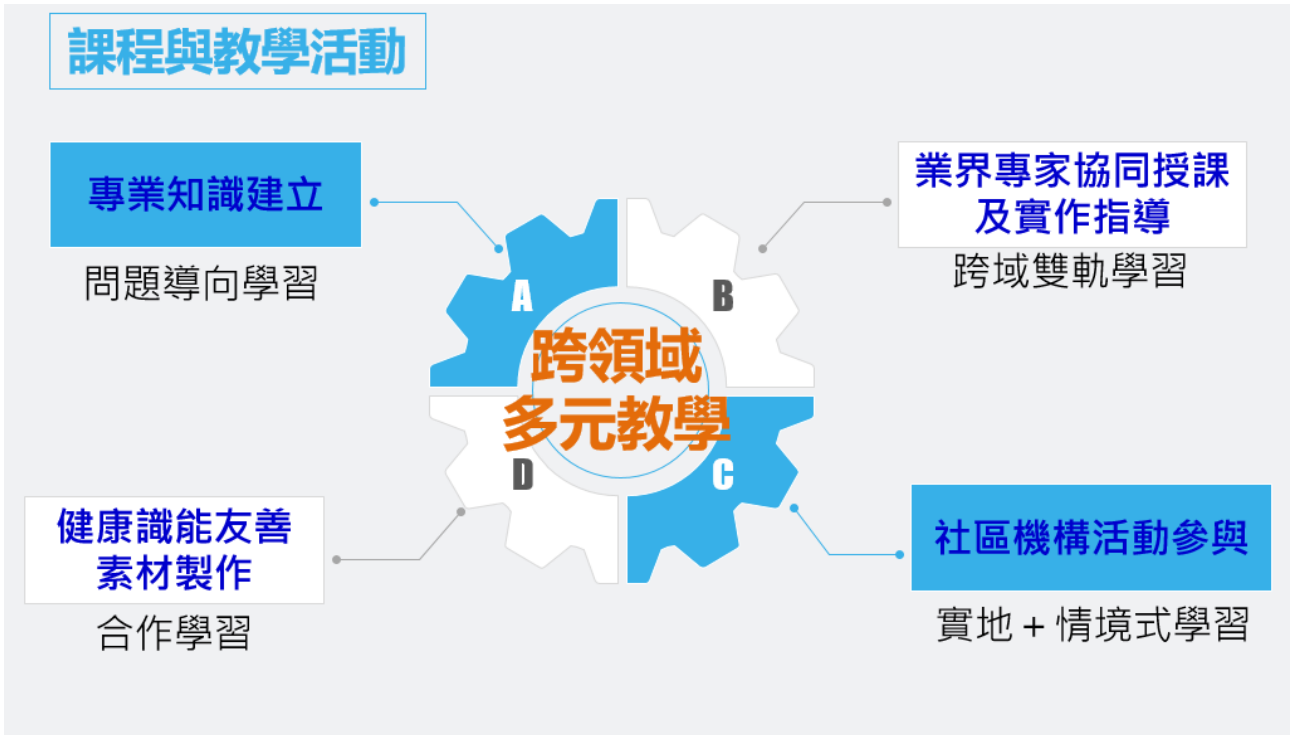 課程與教學活動
專業知識建立
問題導向學習
業界專家協同授課
及實作指導
跨域雙軌學習
A
B
跨領域
多元教學
D
C
健康識能友善
素材製作
合作學習
社區機構活動參與
實地+情境式學習